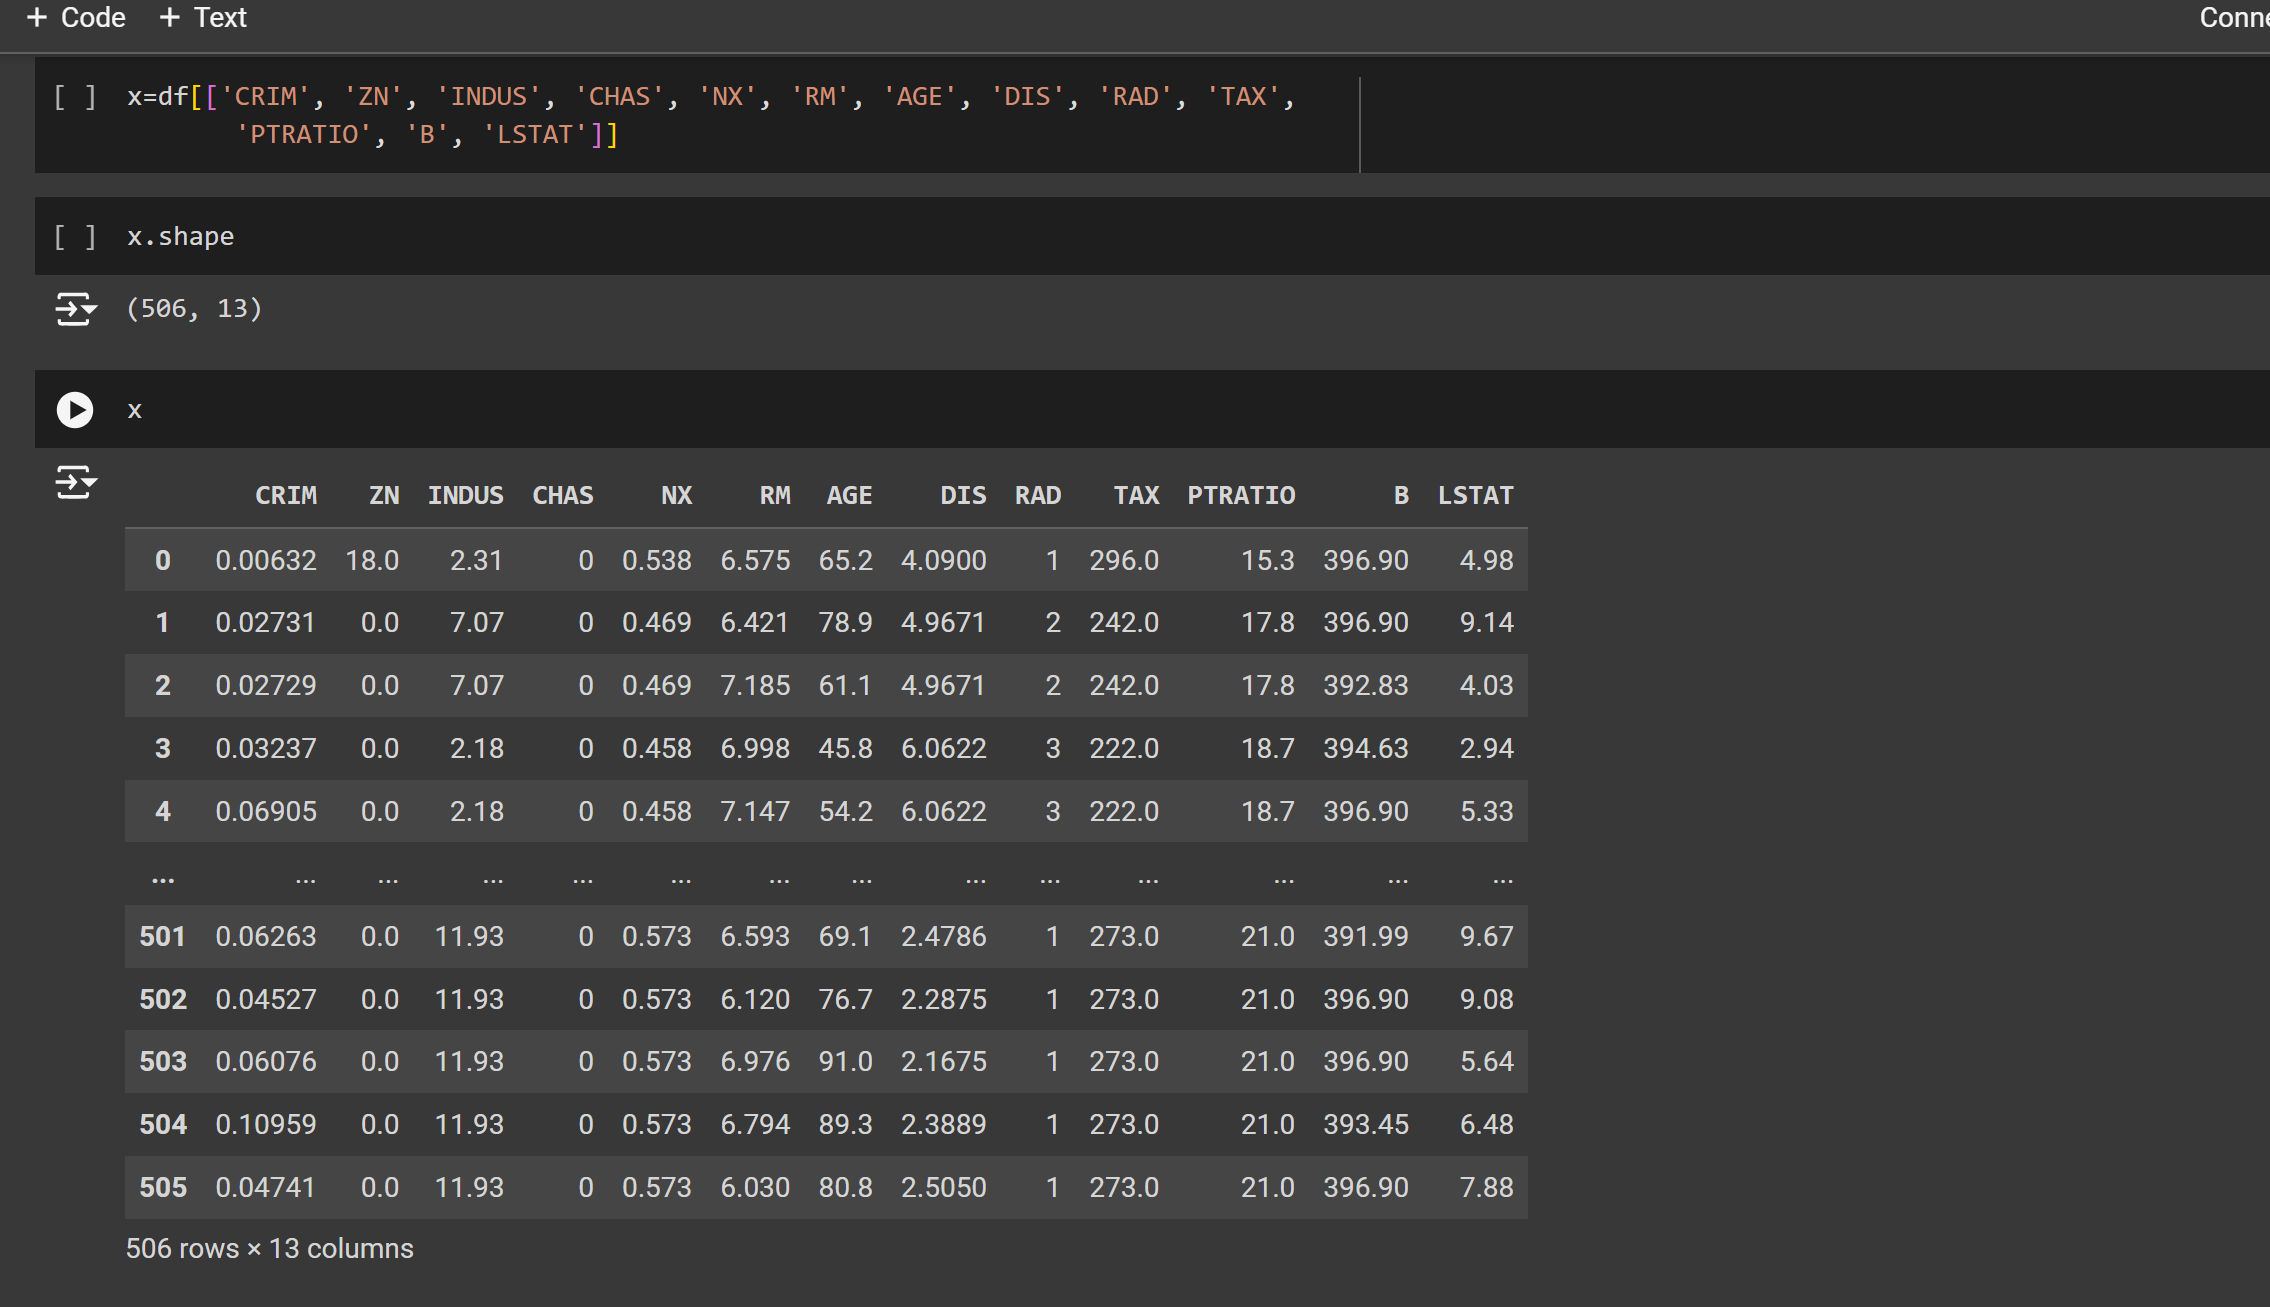 + Code + Text Conne
[ ] x=df[['CRIM', 'ZN', 'INDUS', 'CHAS', 'NX', 'RM', 'AGE', 'DIS', 'RAD', 'TAX',
'PTRATIO', 'B', 'LSTAT']]
[ ] x.shape
(506, 13)
x
CRIM ZN INDUS CHAS NX RM AGE DIS RAD TAX PTRATIO B LSTAT
0 0.00632 18.0 2.31 0 0.538 6.575 65.2 4.0900 1 296.0 15.3 396.90 4.98
1 0.02731 0.0 7.07 0 0.469 6.421 78.9 4.9671 2 242.0 17.8 396.90 9.14
2 0.02729 0.0 7.07 0 0.469 7.185 61.1 4.9671 2 242.0 17.8 392.83 4.03
3 0.03237 0.0 2.18 0 0.458 6.998 45.8 6.0622 3 222.0 18.7 394.63 2.94
4 0.06905 0.0 2.18 0 0.458 7.147 54.2 6.0622 3 222.0 18.7 396.90 5.33
... ... ... ... ... ... ... ... ... ... ... ... ... ...
501 0.06263 0.0 11.93 0 0.573 6.593 69.1 2.4786 1 273.0 21.0 391.99 9.67
502 0.04527 0.0 11.93 0 0.573 6.120 76.7 2.2875 1 273.0 21.0 396.90 9.08
503 0.06076 0.0 11.93 0 0.573 6.976 91.0 2.1675 1 273.0 21.0 396.90 5.64
504 0.10959 0.0 11.93 0 0.573 6.794 89.3 2.3889 1 273.0 21.0 393.45 6.48
505 0.04741 0.0 11.93 0 0.573 6.030 80.8 2.5050 1 273.0 21.0 396.90 7.88
506 rows × 13 columns